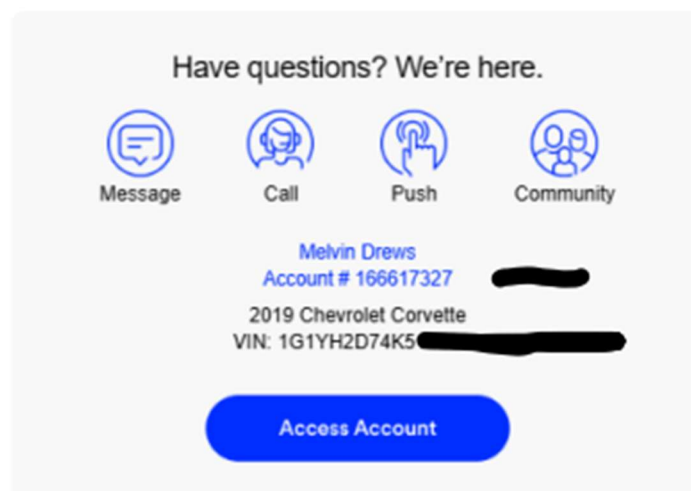 Have questions? We're here.
Message Call Push Community
Melvin Drews
Account # 166617327
2019 Chevrolet Corvette
VIN: 1G1YH2D74K5
Access Account